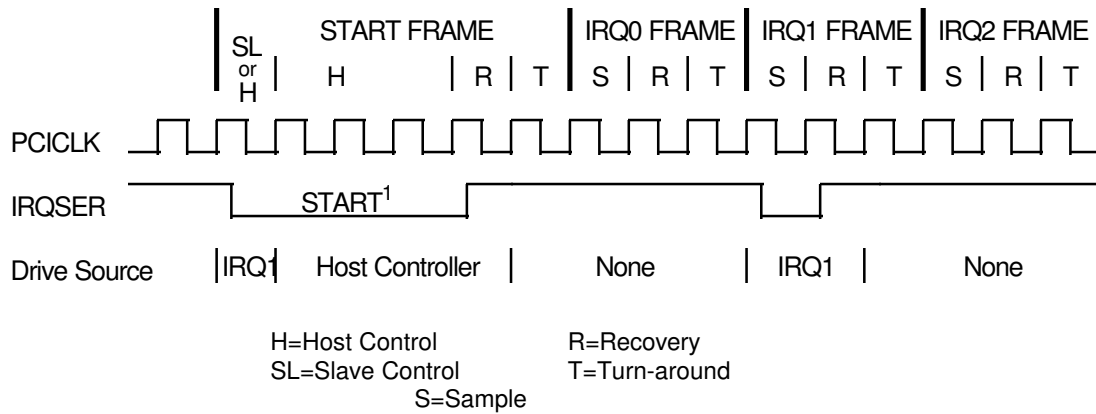 START FRAME IRQ0 FRAME IRQ1 FRAME IRQ2 FRAME
SL
or
H
H R T S R T S R T S R T
PCICLK
IRQSER START1
Drive Source IRQ1 Host Controller None IRQ1 None
H=Host Control R=Recovery
SL=Slave Control T=Turn-around
S=Sample